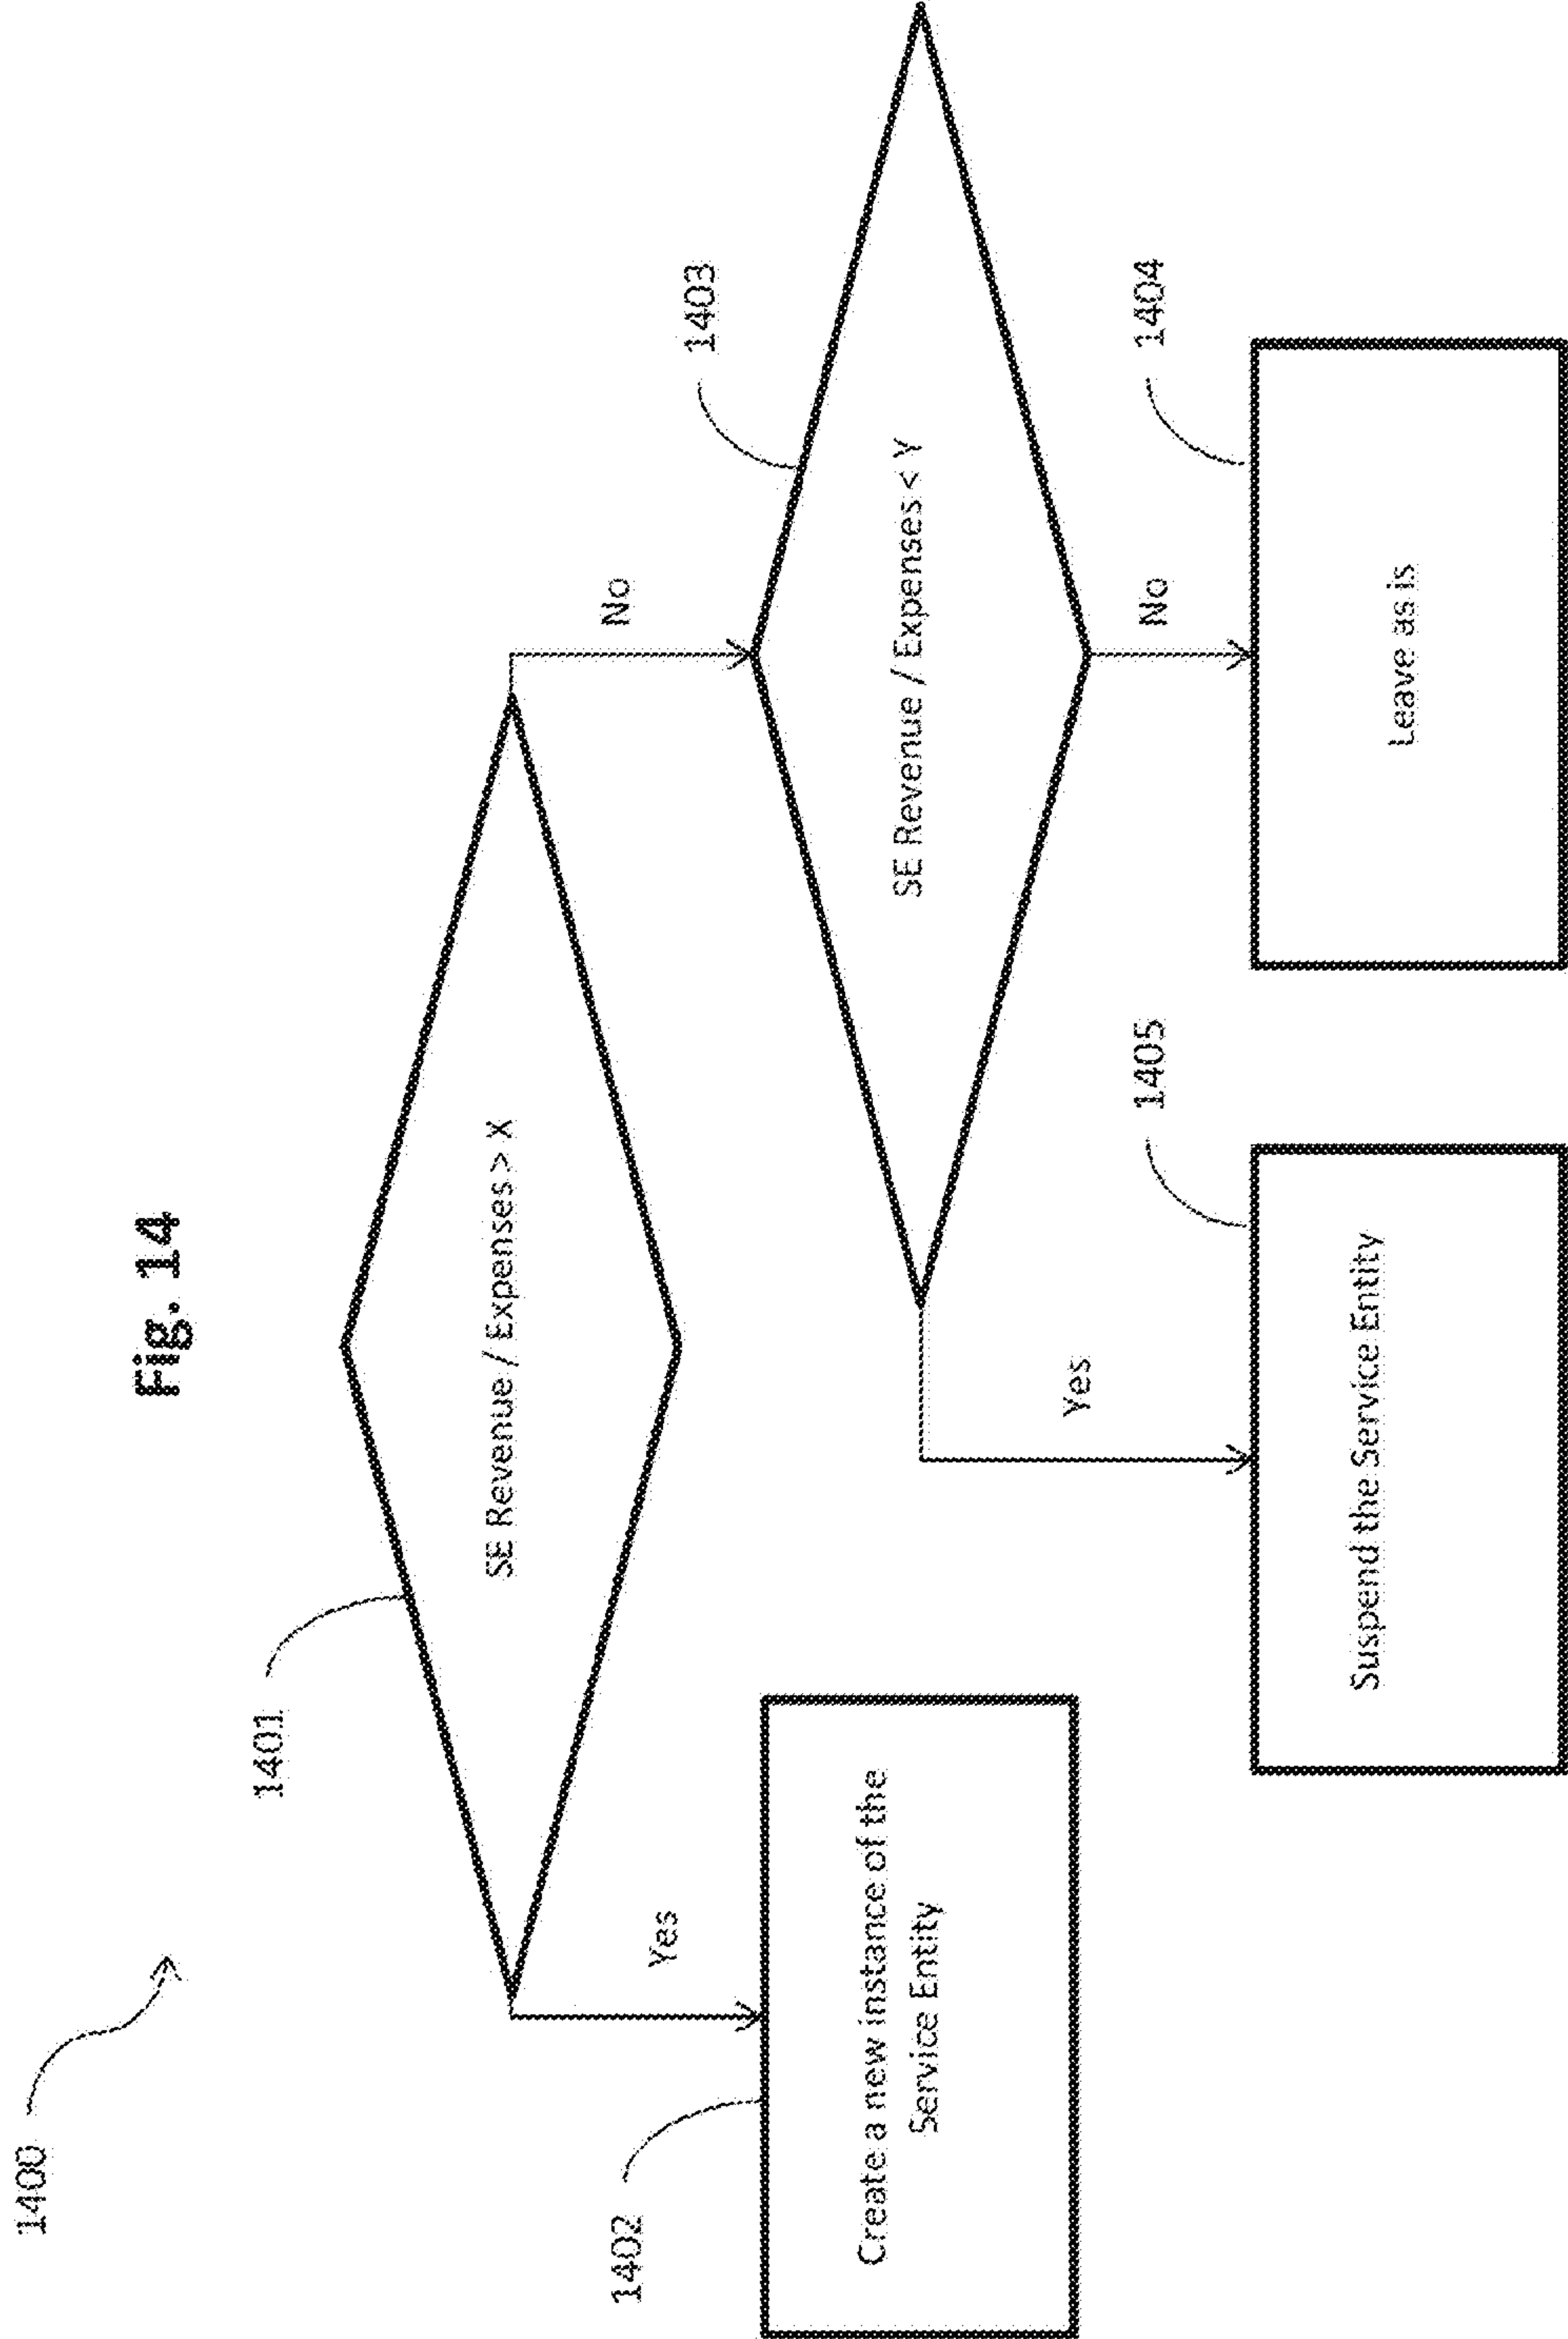 Fig. 14
1400
1401
SE Revenue / Expenses > X
Yes
No
1402
Create a new instance of the
Service Entity
1403
SE Revenue / Expenses < Y
Yes
No
1405
Suspend the Service Entity
1404
Leave as is